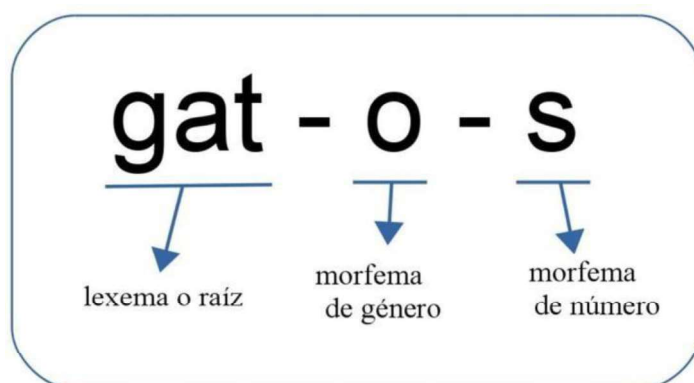 gat - o - s
lexema o raíz
morfema
de género
morfema
de número